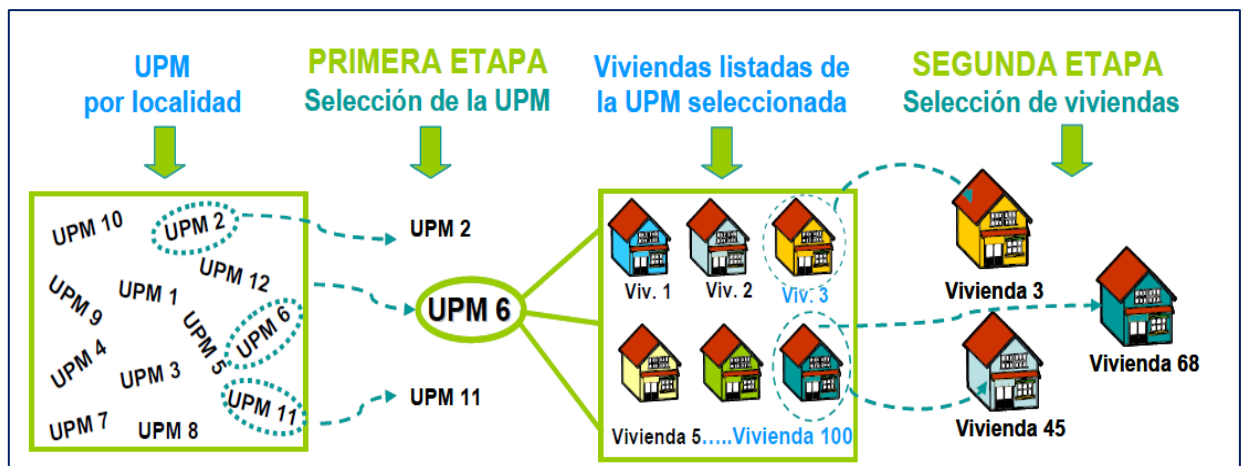 UPM
por localidad
PRIMERA ETAPA
Selección de la UPM
Viviendas listadas de
la UPM seleccionada
SEGUNDA ETAPA
Selección de viviendas
UPM 10
UPM 2
UPM 12
UPM 9
UPM 1
UPM 6
UPM 5
UPM 4
UPM 3
UPM 11
UPM 7
UPM 8
UPM 2
UPM 6
UPM 11
Viv. 1
Viv. 2
Viv. 3
Vivienda 5.....Vivienda 100
Vivienda 3
Vivienda 68
Vivienda 45